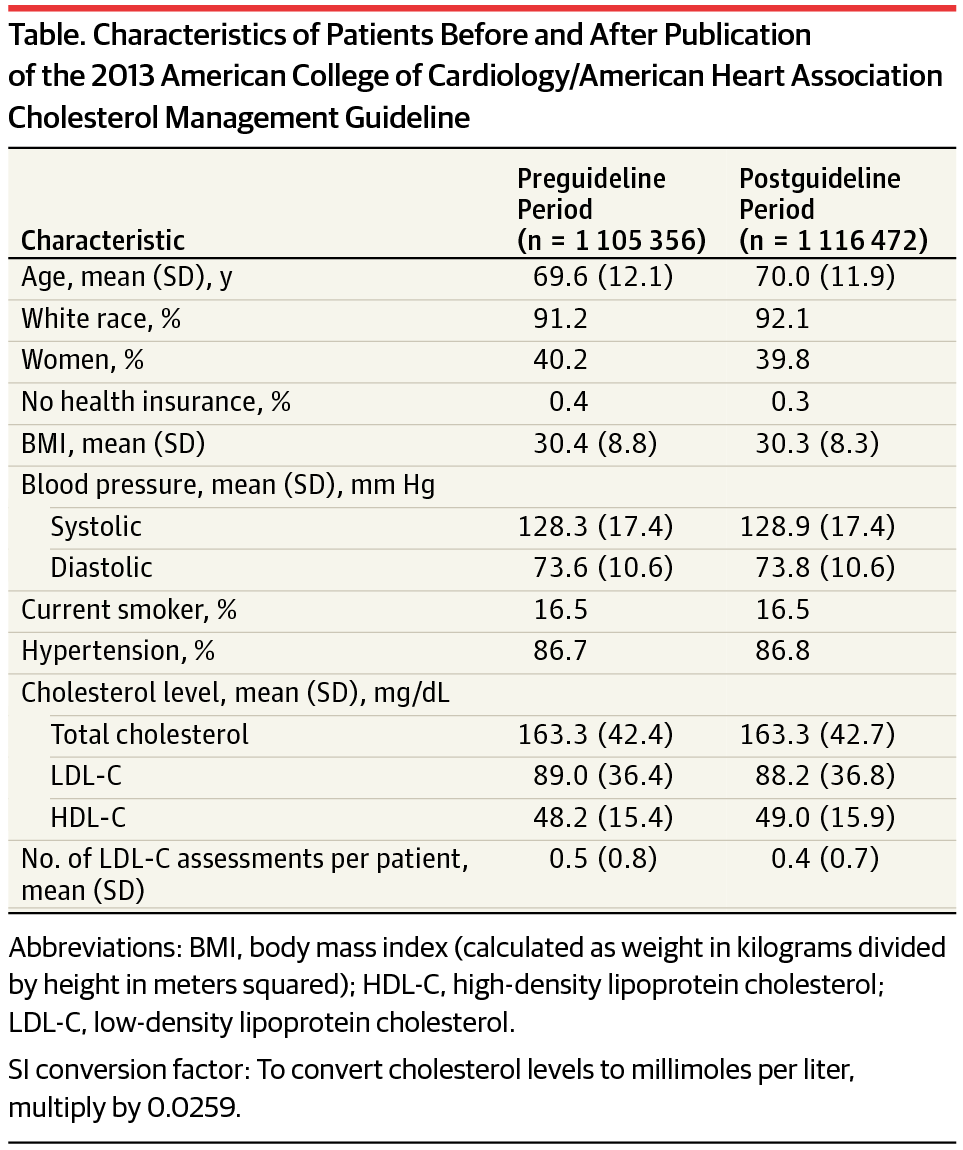 Table. Characteristics of Patients Before and After Publication
of the 2013 American College of Cardiology/American Heart Association
Cholesterol Management Guideline
Characteristic Preguideline Period (n = 1 105 356) Postguideline Period (n = 1 116 472)
Age, mean (SD), y 69.6 (12.1) 70.0 (11.9)
White race, % 91.2 92.1
Women, % 40.2 39.8
No health insurance, % 0.4 0.3
BMI, mean (SD) 30.4 (8.8) 30.3 (8.3)
Blood pressure, mean (SD), mm Hg
Systolic 128.3 (17.4) 128.9 (17.4)
Diastolic 73.6 (10.6) 73.8 (10.6)
Current smoker, % 16.5 16.5
Hypertension, % 86.7 86.8
Cholesterol level, mean (SD), mg/dL
Total cholesterol 163.3 (42.4) 163.3 (42.7)
LDL-C 89.0 (36.4) 88.2 (36.8)
HDL-C 48.2 (15.4) 49.0 (15.9)
No. of LDL-C assessments per patient, 0.5 (0.8) 0.4 (0.7)
mean (SD)
Abbreviations: BMI, body mass index (calculated as weight in kilograms divided
by height in meters squared); HDL-C, high-density lipoprotein cholesterol;
LDL-C, low-density lipoprotein cholesterol.
SI conversion factor: To convert cholesterol levels to millimoles per liter,
multiply by 0.0259.